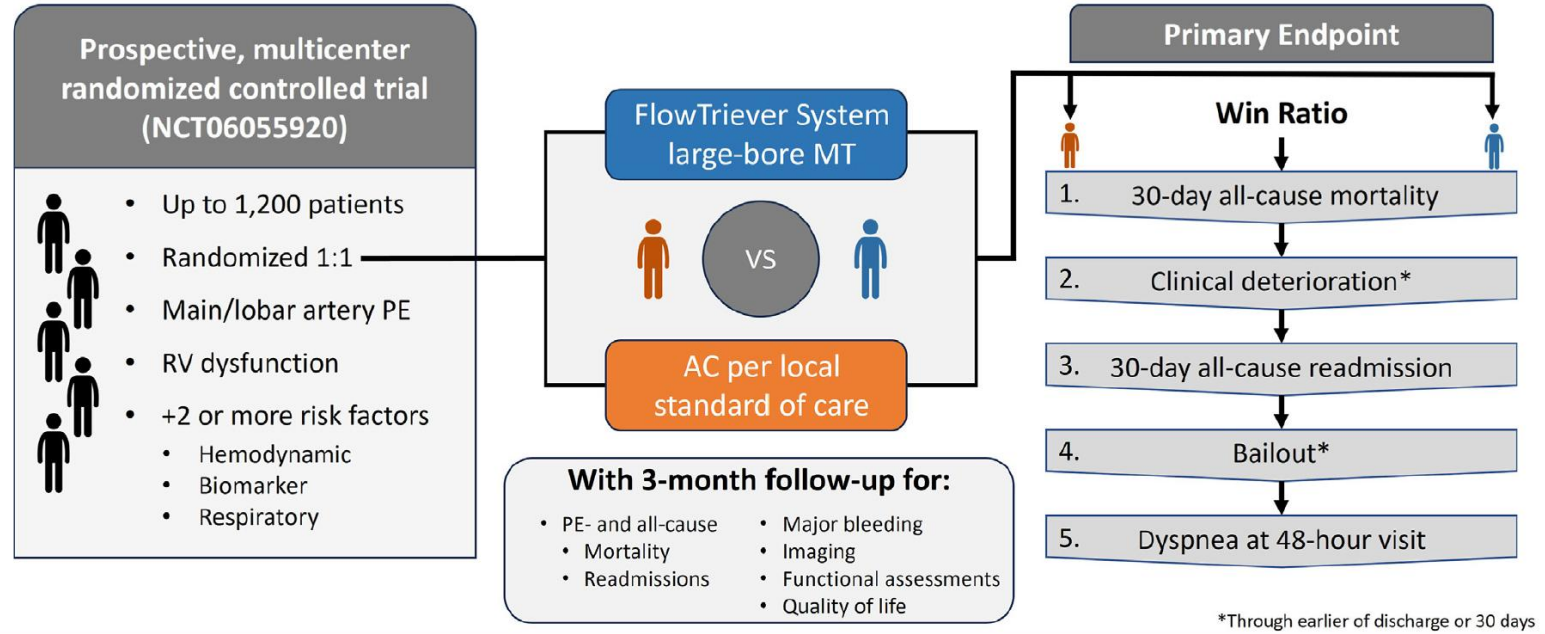 Prospective, multicenter
randomized controlled trial
(NCT06055920)
• Up to 1,200 patients
• Randomized 1:1
• Main/lobar artery PE
• RV dysfunction
• +2 or more risk factors
• Hemodynamic
• Biomarker
• Respiratory
FlowTriever System
large-bore MT
VS
AC per local
standard of care
With 3-month follow-up for:
• PE- and all-cause
• Mortality
• Readmissions
• Major bleeding
• Imaging
• Functional assessments
• Quality of life
Primary Endpoint
Win Ratio
1. 30-day all-cause mortality
2. Clinical deterioration*
3. 30-day all-cause readmission
4. Bailout*
5. Dyspnea at 48-hour visit
*Through earlier of discharge or 30 days